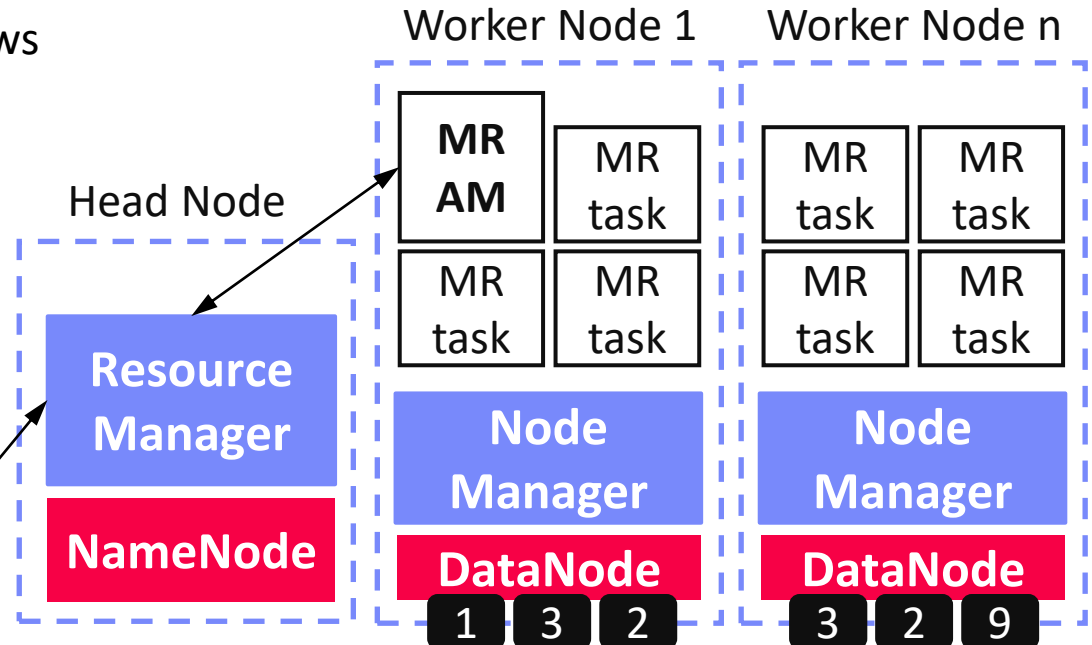 Worker Node 1
Worker Node n
MR
AM
MR
task
MR
task
MR
task
MR
task
MR
task
MR
task
MR
task
Head Node
Resource
Manager
NameNode
Node
Manager
DataNode
1 3 2
Node
Manager
DataNode
3 2 9